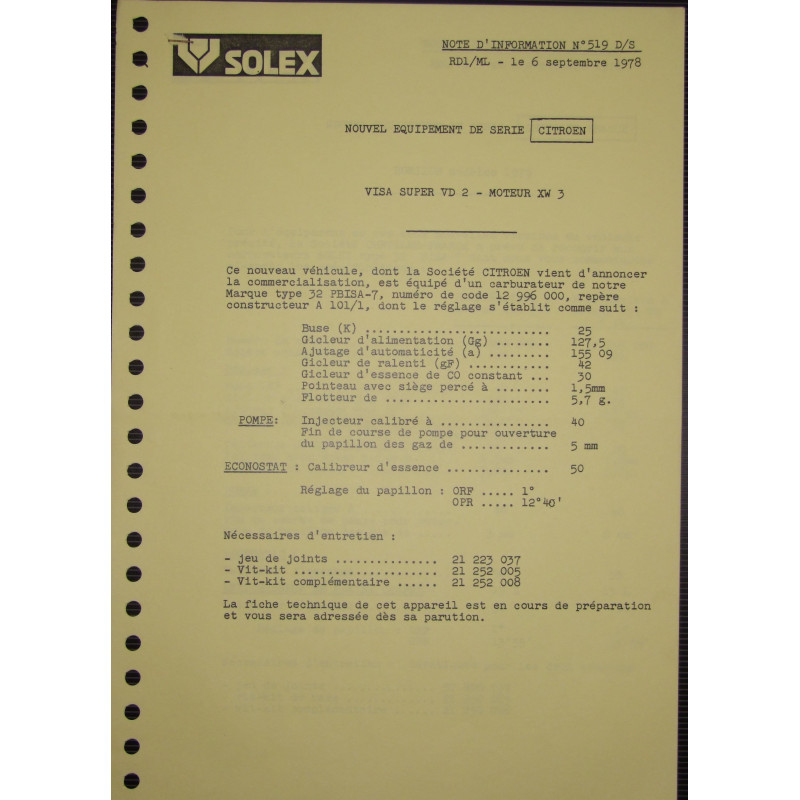 SOLEX
NOTE D'INFORMATION N°519 D/S
RD1/ML - le 6 septembre 1978
NOUVEL EQUIPEMENT DE SERIE CITROEN
VISA SUPER VD 2 - MOTEUR XW 3
Ce nouveau véhicule, dont la Société CITROEN vient d'annoncer
la commercialisation, est équipé d'un carburateur de notre
Marque type 32 PBISA-7, numéro de code 12 996 000, repère
constructeur A 101/1, dont le réglage s'établit comme suit :
Buse (K) ............................. 25
Gicleur d'alimentation (Gg) ........ 127,5
Ajutage d'automaticité (a) ......... 155 09
Gicleur de ralenti (gF) ............. 42
Gicleur d'essence de CO constant ... 30
Pointeau avec siège percé à ........ 1,5mm
Flotteur de .......................... 5,7 g.
POMPE: Injecteur calibré à ............... 40
Fin de course de pompe pour ouverture
du papillon des gaz de .............. 5 mm
ECONOSTAT : Calibreur d'essence ................ 50
Réglage du papillon : ORF ..... 1°
OPR ..... 12°40'
Nécessaires d'entretien :
- jeu de joints ................ 21 223 037
- Vit-kit ....................... 21 252 005
- Vit-kit complémentaire ...... 21 252 008
La fiche technique de cet appareil est en cours de préparation
et vous sera adressée dès sa parution.